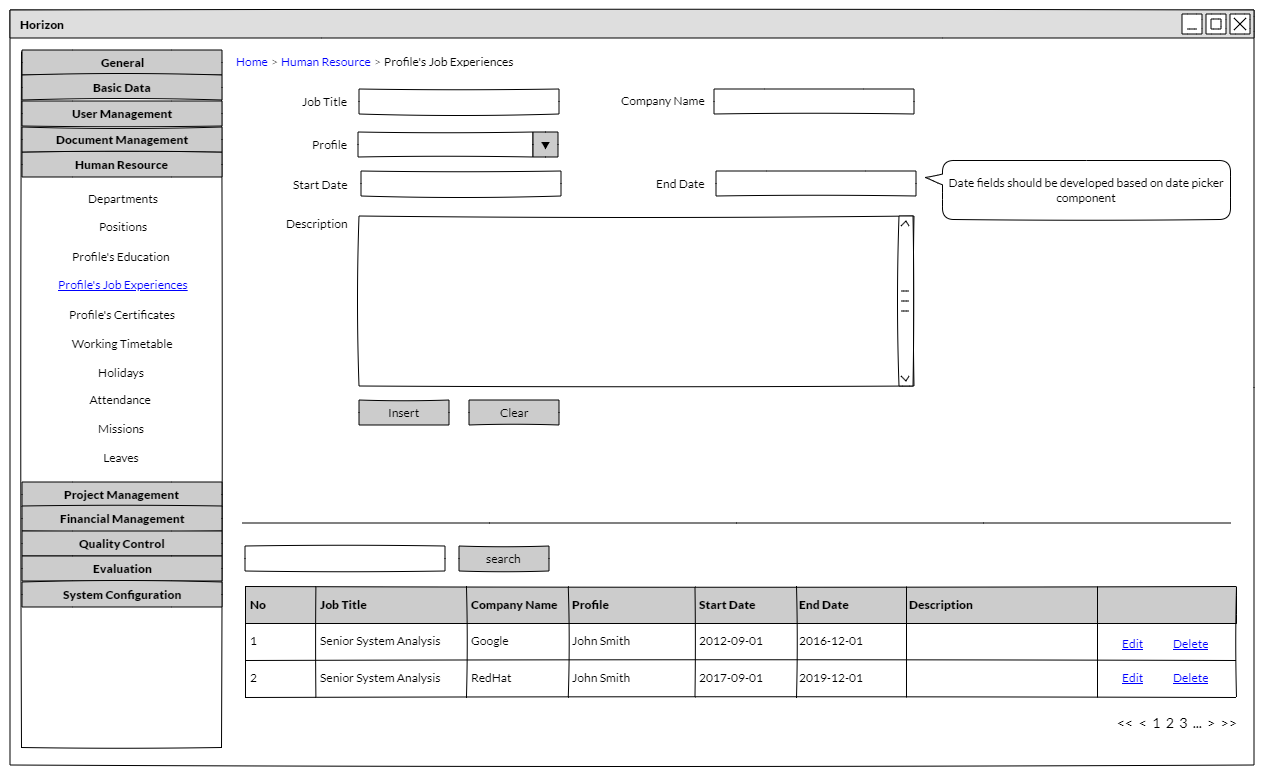 Horizon
General
Basic Data
User Management
Document Management
Human Resource
Departments
Positions
Profile's Education
Profile's Job Experiences
Profile's Certificates
Working Timetable
Holidays
Attendance
Missions
Leaves
Project Management
Financial Management
Quality Control
Evaluation
System Configuration
Home > Human Resource > Profile's Job Experiences
Job Title
Company Name
Profile
Start Date
End Date
Date fields should be developed based on date picker
component
Description
Insert Clear
search
No Job Title Company Name Profile Start Date End Date Description
1 Senior System Analysis Google John Smith 2012-09-01 2016-12-01 Edit Delete
2 Senior System Analysis RedHat John Smith 2017-09-01 2019-12-01 Edit Delete
<< < 1 2 3 ... > >>